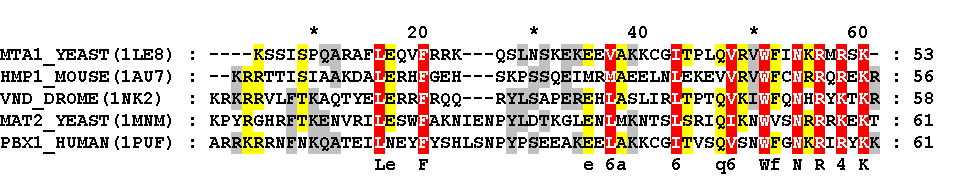 * 20 * 40 * 60
MTA1_YEAST(1LE8) : ----KSSISPQARAFLEQVFRRK---QSLNSKEKEEVAKKCGITPLQVRVWFINKRMRSK- : 53
HMP1_MOUSE(1AU7) : --KRRTTISIAAKDALERHFGEH---SKPSSQEIMRMAEELNLEKEVVRVWFCNRRQREKR : 56
VND_DROME(1NK2) : KRKRRVLFTKAQTYELERRFRQQ---RYLSAPEREHLASLIRLTPTQVKIWFQNHRYKTKR : 58
MAT2_YEAST(1MNM) : KPYRGHRFTKENVRILESWFAKNIENPYLDTKGLENLMKNTSLSRIQIKNWVSNRRRKEKT : 61
PBX1_HUMAN(1PUF) : ARRKRRNFNKQATEILNEYFYSHLSNPYPSEEAKEELAKKCGITVSQVSNWFGNKRIRYKK : 61
Le F e 6a 6 q6 Wf N R 4 K